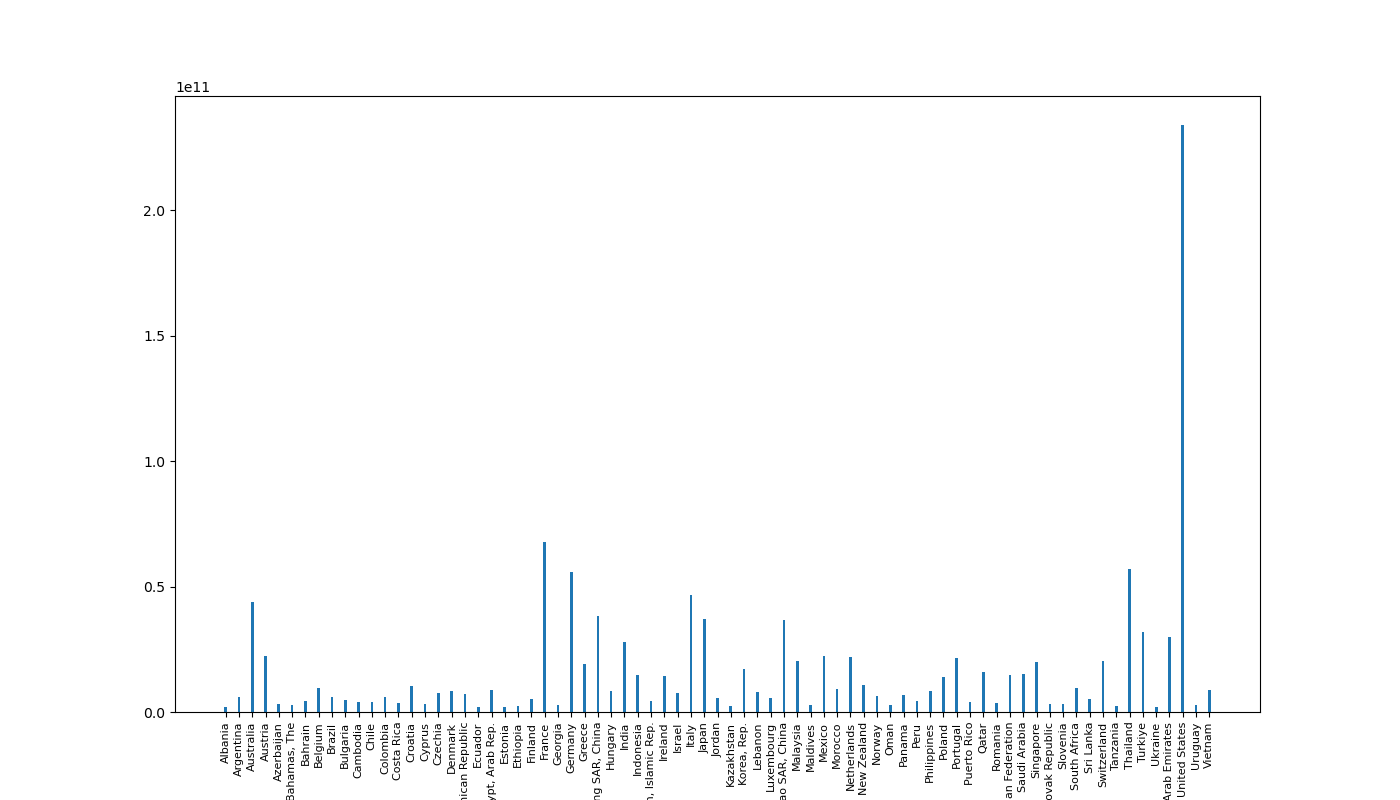 1e11
2.0
1.5
1.0
0.5
0.0
Albania
Argentina
Australia
Austria
Azerbaijan
Bahamas, The
Bahrain
Belgium
Brazil
Bulgaria
Cambodia
Chile
Colombia
Costa Rica
Croatia
Cyprus
Czechia
Denmark
nican Republic
Ecuador
ypt, Arab Rep.
Estonia
Ethiopia
Finland
France
Georgia
Germany
Greece
ng SAR, China
Hungary
India
Indonesia
n, Islamic Rep.
Ireland
Israel
Italy
Japan
Jordan
Kazakhstan
Korea, Rep.
Lebanon
Luxembourg
ao SAR, China
Malaysia
Maldives
Mexico
Morocco
Netherlands
New Zealand
Norway
Oman
Panama
Peru
Philippines
Poland
Portugal
Puerto Rico
Qatar
Romania
an Federation
Saudi Arabia
Singapore
ovak Republic
Slovenia
South Africa
Sri Lanka
Switzerland
Tanzania
Thailand
Turkiye
Ukraine
Arab Emirates
United States
Uruguay
Vietnam